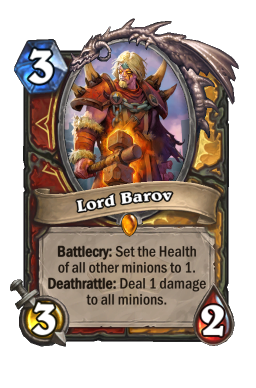 3
Lord Barov
Battlecry: Set the Health
of all other minions to 1.
Deathrattle: Deal 1 damage
to all minions.
3
2